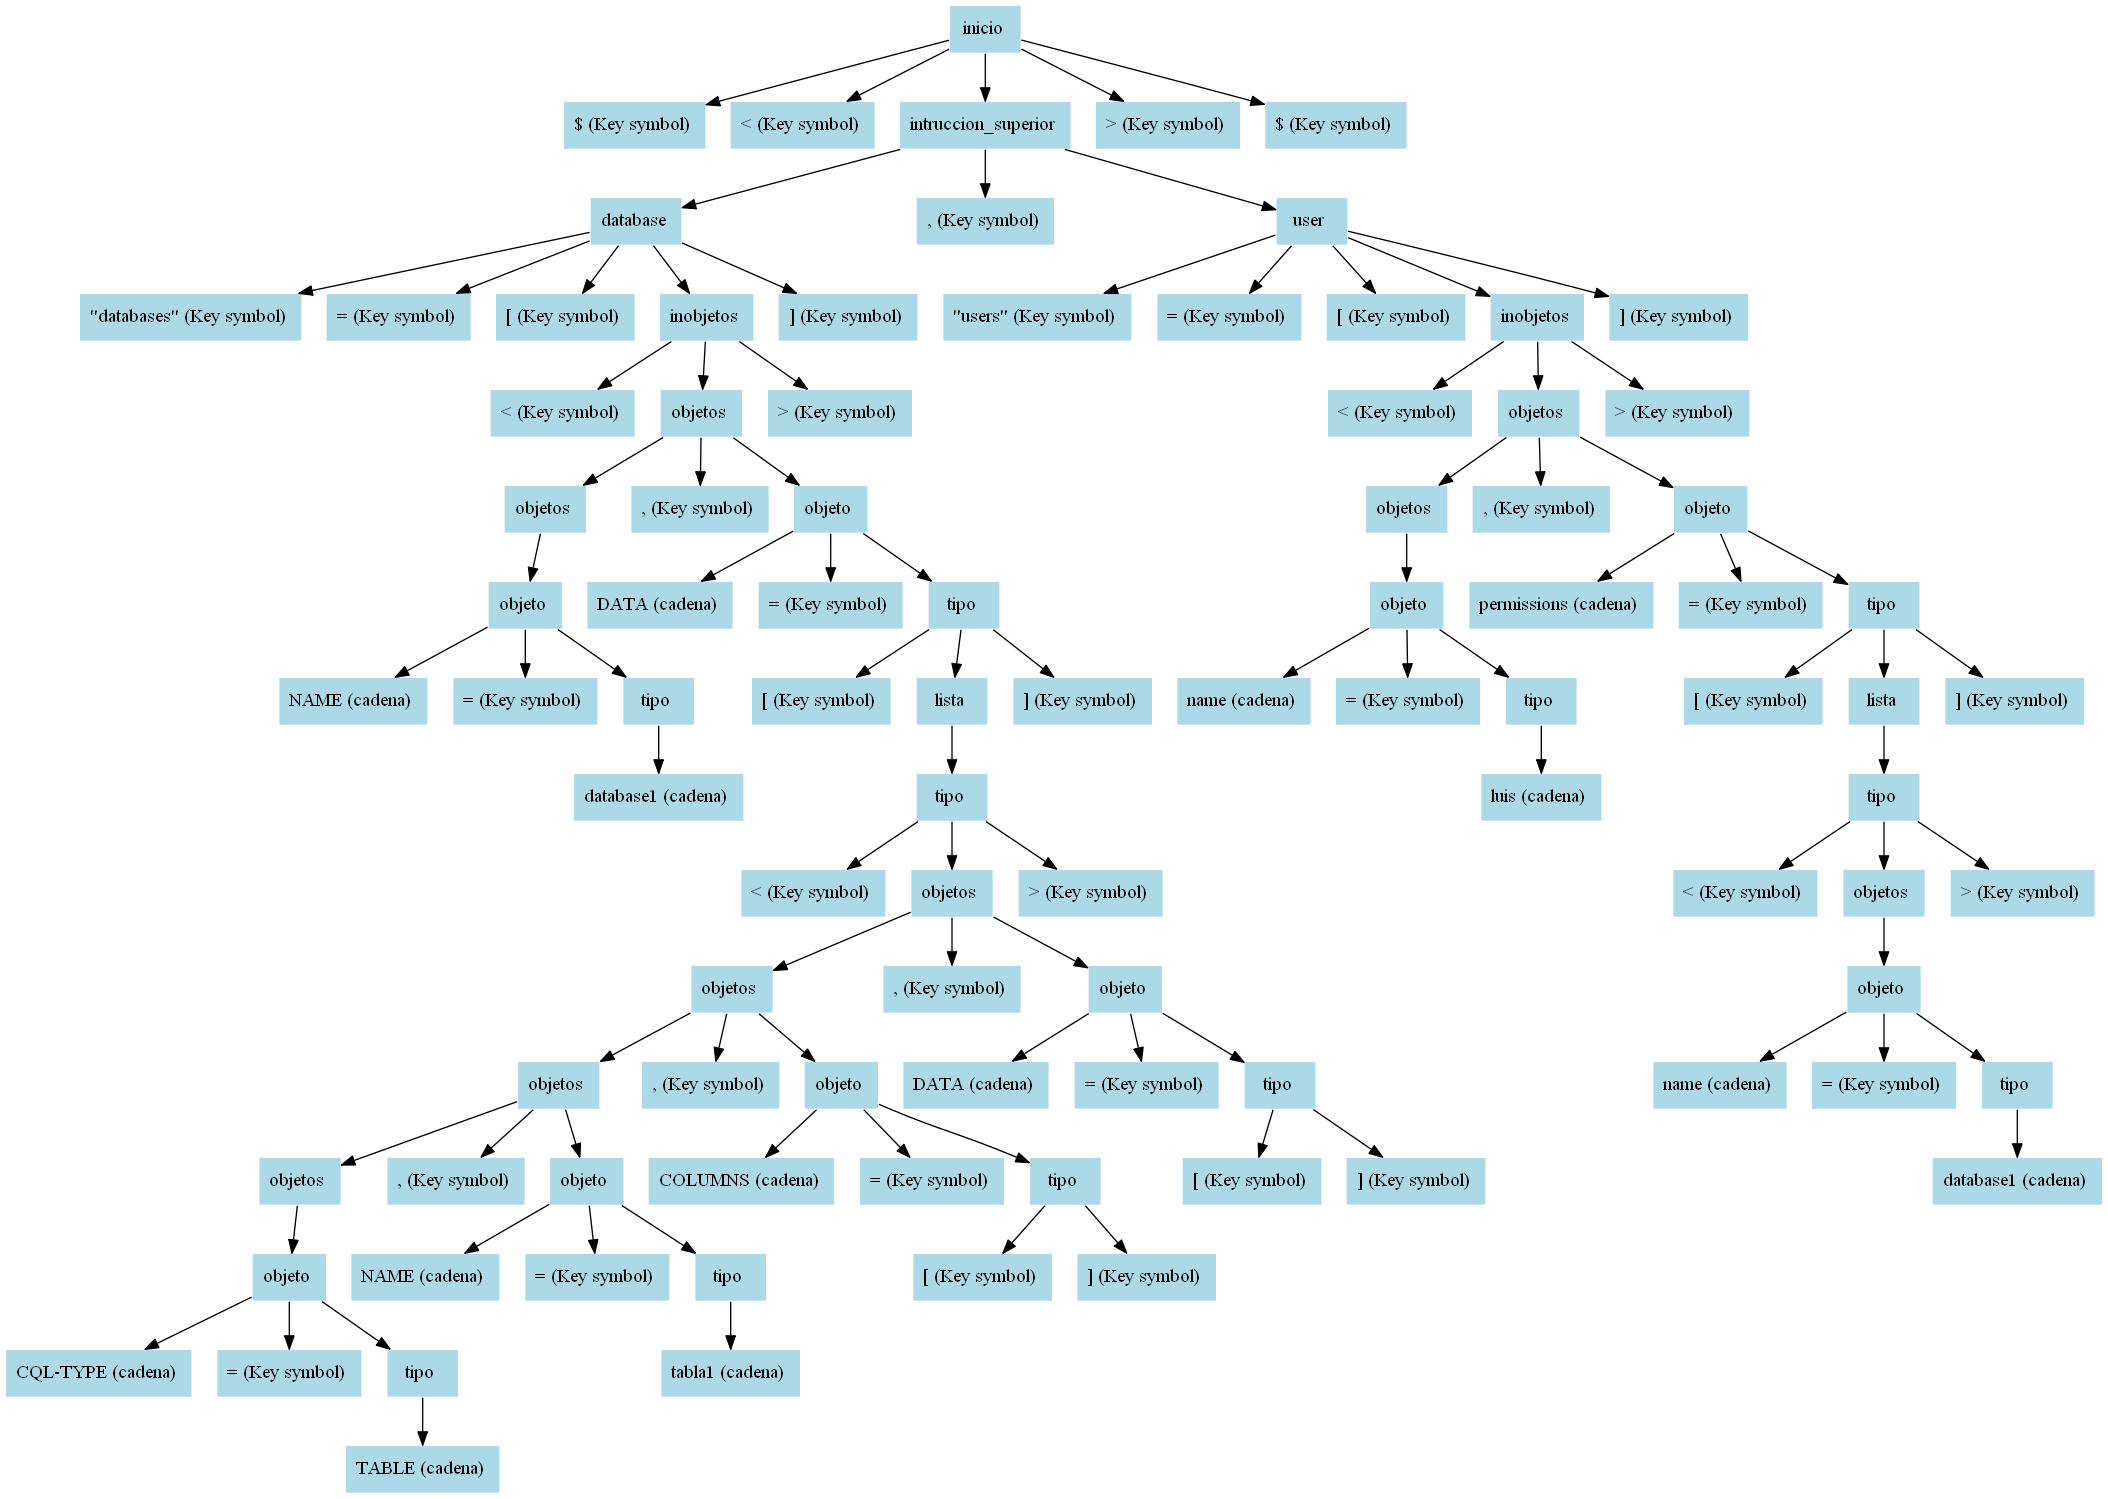 inicio
$ (Key symbol)
< (Key symbol)
intruccion_superior
> (Key symbol)
$ (Key symbol)
database
, (Key symbol)
user
"databases" (Key symbol)
= (Key symbol)
[ (Key symbol)
inobjetos
] (Key symbol)
"users" (Key symbol)
= (Key symbol)
[ (Key symbol)
inobjetos
] (Key symbol)
< (Key symbol)
objetos
> (Key symbol)
< (Key symbol)
objetos
> (Key symbol)
objetos
, (Key symbol)
objeto
objetos
, (Key symbol)
objeto
objeto
DATA (cadena)
= (Key symbol)
tipo
objeto
permissions (cadena)
= (Key symbol)
tipo
NAME (cadena)
= (Key symbol)
tipo
[ (Key symbol)
lista
] (Key symbol)
name (cadena)
= (Key symbol)
tipo
[ (Key symbol)
lista
] (Key symbol)
database1 (cadena)
tipo
luis (cadena)
tipo
< (Key symbol)
objetos
> (Key symbol)
< (Key symbol)
objetos
> (Key symbol)
objetos
, (Key symbol)
objeto
objeto
objetos
, (Key symbol)
objeto
DATA (cadena)
= (Key symbol)
tipo
name (cadena)
= (Key symbol)
tipo
objetos
, (Key symbol)
objeto
COLUMNS (cadena)
= (Key symbol)
tipo
[ (Key symbol)
] (Key symbol)
database1 (cadena)
objeto
NAME (cadena)
= (Key symbol)
tipo
[ (Key symbol)
] (Key symbol)
CQL-TYPE (cadena)
= (Key symbol)
tipo
tabla1 (cadena)
TABLE (cadena)